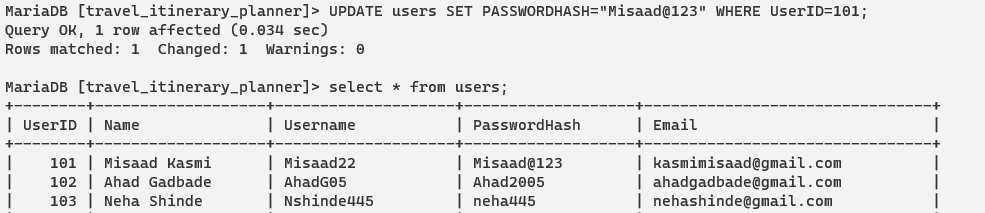 MariaDB [travel_itinerary_planner]> UPDATE users SET PASSWORDHASH="Misaad@123" WHERE UserID=101;
Query OK, 1 row affected (0.034 sec)
Rows matched: 1  Changed: 1  Warnings: 0

MariaDB [travel_itinerary_planner]> select * from users;
+--------+--------------------+--------------------+-------------------+--------------------------------+
| UserID | Name               | Username           | PasswordHash      | Email                          |
+--------+--------------------+--------------------+-------------------+--------------------------------+
|    101 | Misaad Kasmi       | Misaad22           | Misaad@123        | kasmimisaad@gmail.com          |
|    102 | Ahad Gadbade       | AhadG05            | Ahad2005          | ahadgadbade@gmail.com          |
|    103 | Neha Shinde        | Nshinde445         | neha445           | nehashinde@gmail.com           |